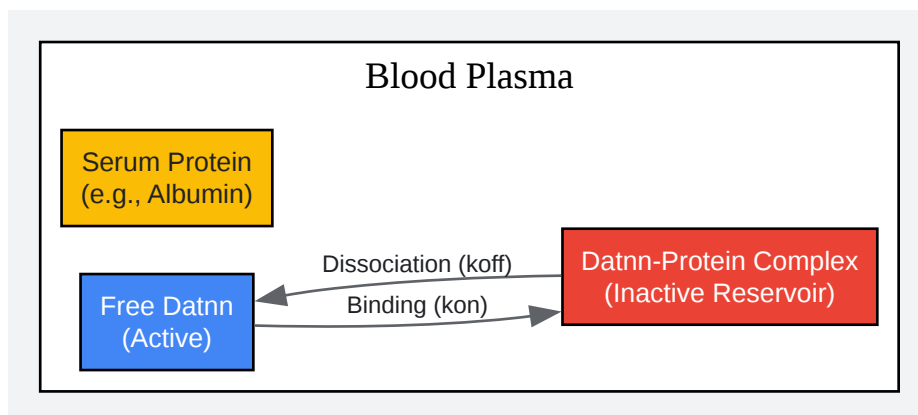 Blood Plasma
Serum Protein
(e.g., Albumin)
Dissociation (koff)
Binding (kon)
Datnn-Protein Complex
(Inactive Reservoir)
Free Datnn
(Active)